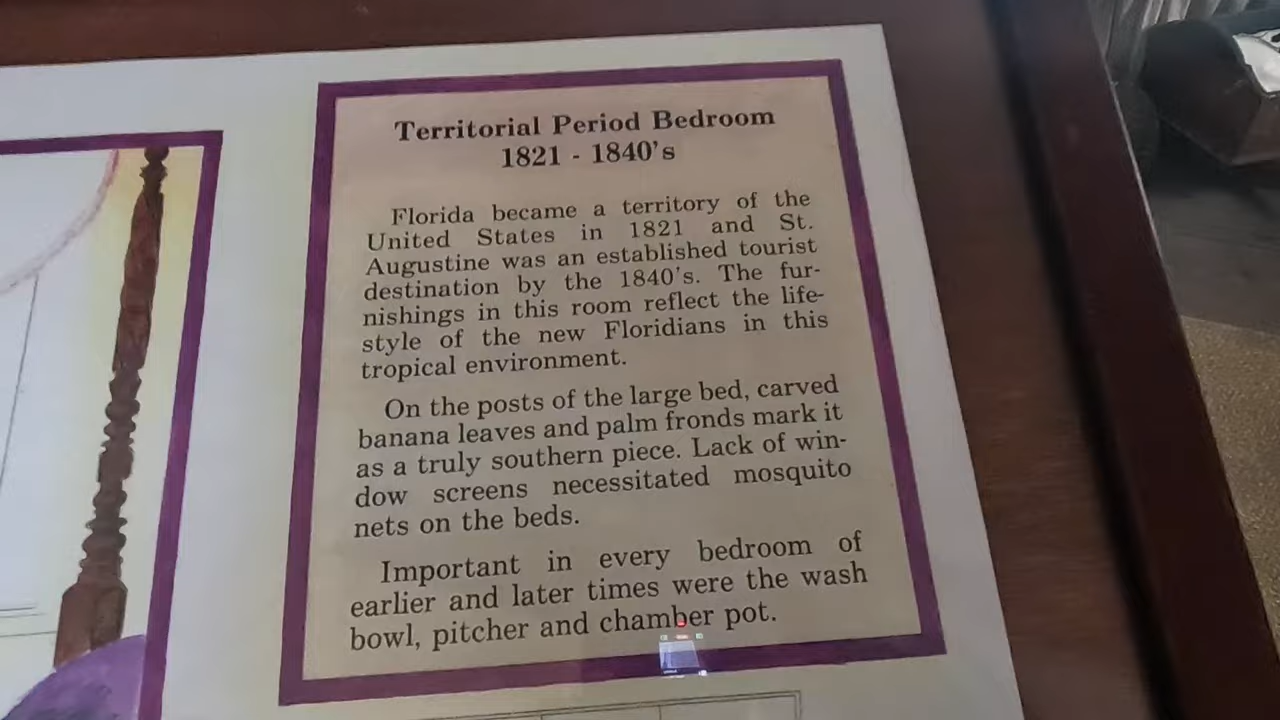 Territorial Period Bedroom
1821 - 1840's
Florida became a territory of the
United States in 1821 and St.
Augustine was an established tourist
destination by the 1840's. The fur-
nishings in this room reflect the life-
style of the new Floridians in this
tropical environment.
On the posts of the large bed, carved
banana leaves and palm fronds mark it
as a truly southern piece. Lack of win-
dow screens necessitated mosquito
nets on the beds.
Important in every bedroom of
earlier and later times were the wash
bowl, pitcher and chamber pot.